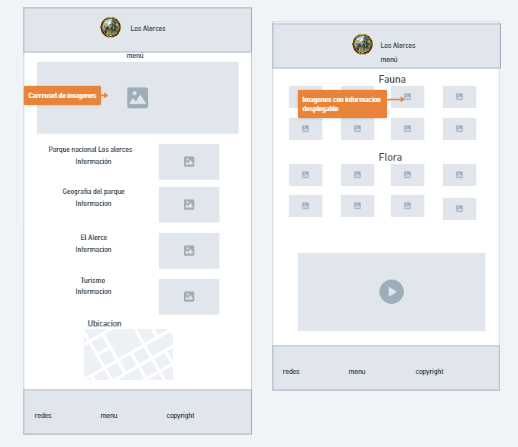 Los Alerces
menú
Carrrosel de imagenes
Parque nacional Los alerces
Información
Geografia del parque
Informacion
El Alerce
Informacion
Turismo
Informacion
Ubicacion
redes
menu
copyright
Los Alerces
menú
Fauna
Imagenes con informacion
desplegable
Flora
redes
menu
copyright